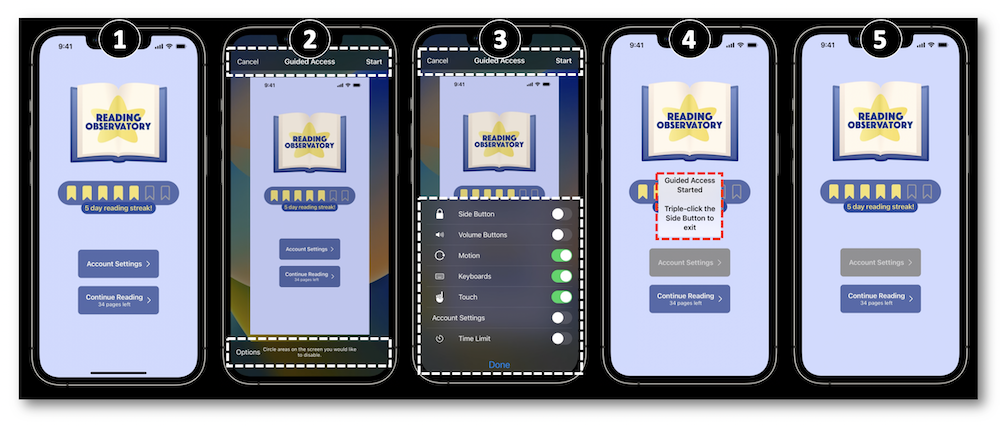 1
9:41
READING
OBSERVATORY
5 day reading streak!
Account Settings
Continue Reading
34 pages left
2
Cancel Guided Access Start
9:41
READING
OBSERVATORY
5 day reading streak!
Account Settings
Continue Reading
34 pages left
Options
Circle areas on the screen you would like
to disable.
3
Cancel Guided Access Start
9:41
READING
OBSERVATORY
Side Button
Volume Buttons
Motion
Keyboards
Touch
Account Settings
Time Limit
Done
4
9:41
READING
OBSERVATORY
Guided Access
Started
Triple-click the
Side Button to
exit
Account Settings
Continue Reading
34 pages left
5
9:41
READING
OBSERVATORY
5 day reading streak!
Account Settings
Continue Reading
34 pages left